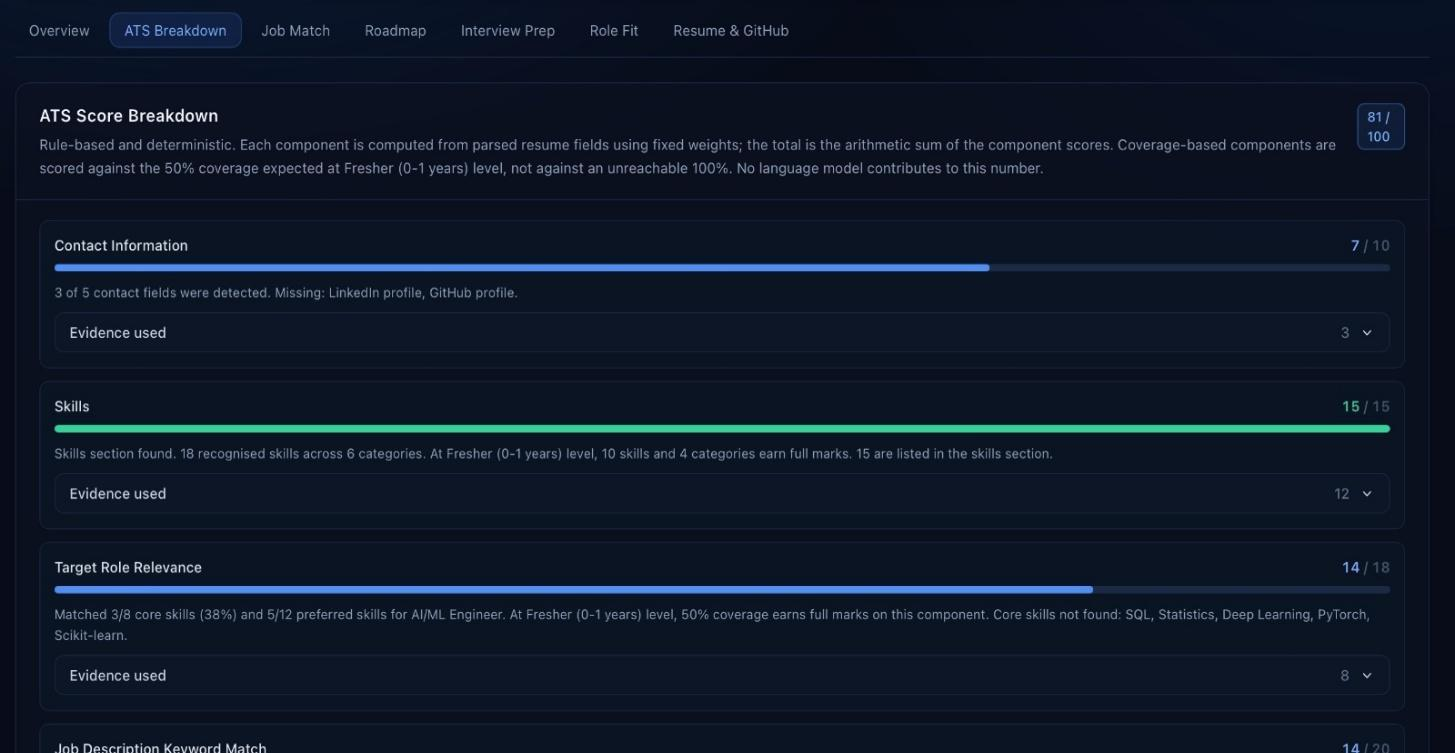 Overview ATS Breakdown Job Match Roadmap Interview Prep Role Fit Resume & GitHub
ATS Score Breakdown
81 /
100
Rule-based and deterministic. Each component is computed from parsed resume fields using fixed weights; the total is the arithmetic sum of the component scores. Coverage-based components are
scored against the 50% coverage expected at Fresher (0-1 years) level, not against an unreachable 100%. No language model contributes to this number.
Contact Information 7 / 10
3 of 5 contact fields were detected. Missing: LinkedIn profile, GitHub profile.
Evidence used 3
Skills 15 / 15
Skills section found. 18 recognised skills across 6 categories. At Fresher (0-1 years) level, 10 skills and 4 categories earn full marks. 15 are listed in the skills section.
Evidence used 12
Target Role Relevance 14 / 18
Matched 3/8 core skills (38%) and 5/12 preferred skills for AI/ML Engineer. At Fresher (0-1 years) level, 50% coverage earns full marks on this component. Core skills not found: SQL, Statistics, Deep Learning, PyTorch,
Scikit-learn.
Evidence used 8
Job Description Keyword Match 14 / 20